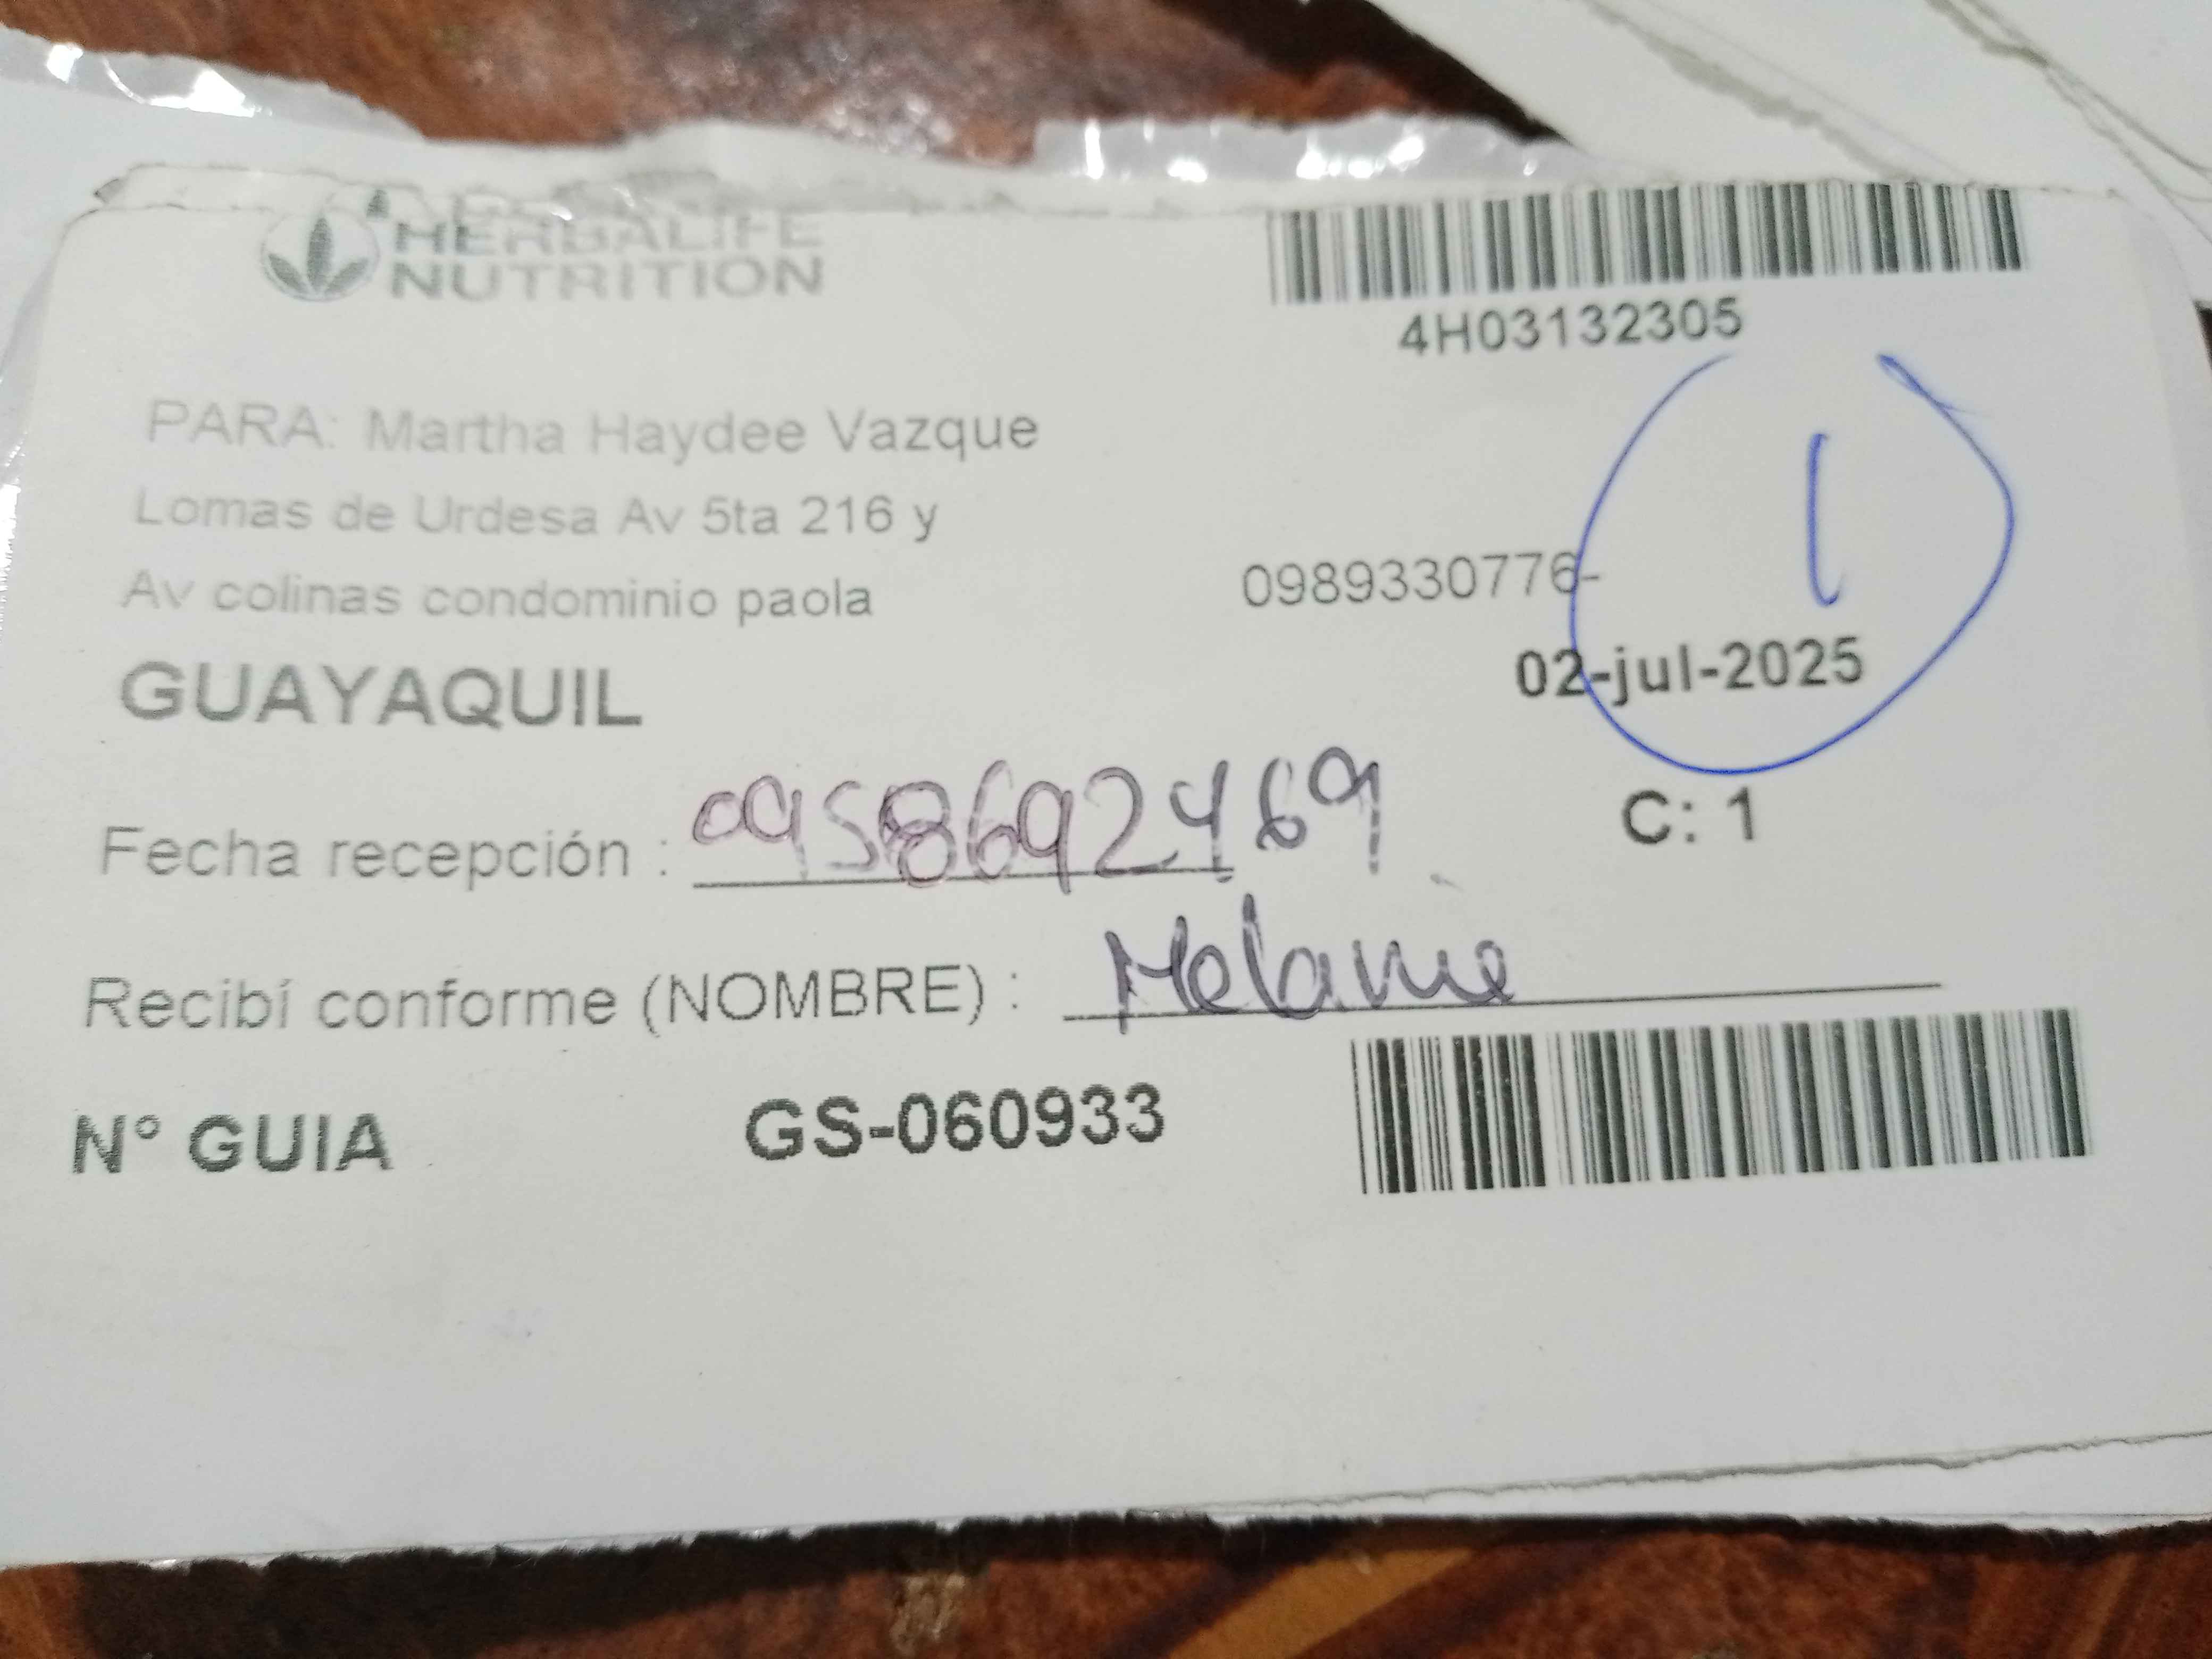 HERBALIFE
NUTRITION
4H03132305
PARA: Martha Haydee Vazque
Lomas de Urdesa Av 5ta 216 y
Av colinas condominio paola
0989330776-
1
GUAYAQUIL
02-jul-2025
C: 1
Fecha recepción :
Recibí conforme (NOMBRE) : Melanie
N° GUIA GS-060933